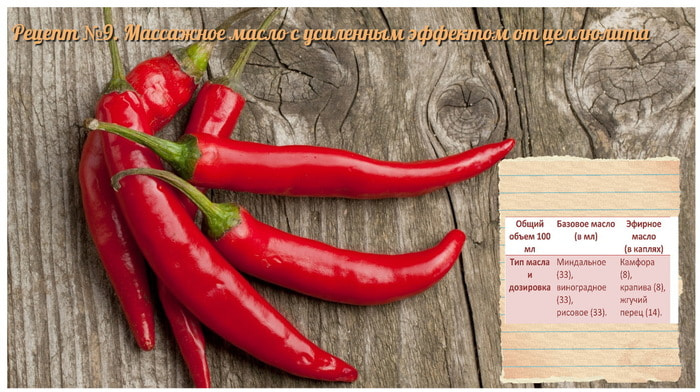 Рецепт №9. Массажное масло с усиленным эффектом от целлюлита
Общий объем 100 мл
Базовое масло (в мл)
Эфирное масло (в каплях)
Тип масла и дозировка
Миндальное (33), виноградное (33), рисовое (33).
Камфора (8), крапива (8), жгучий перец (14).